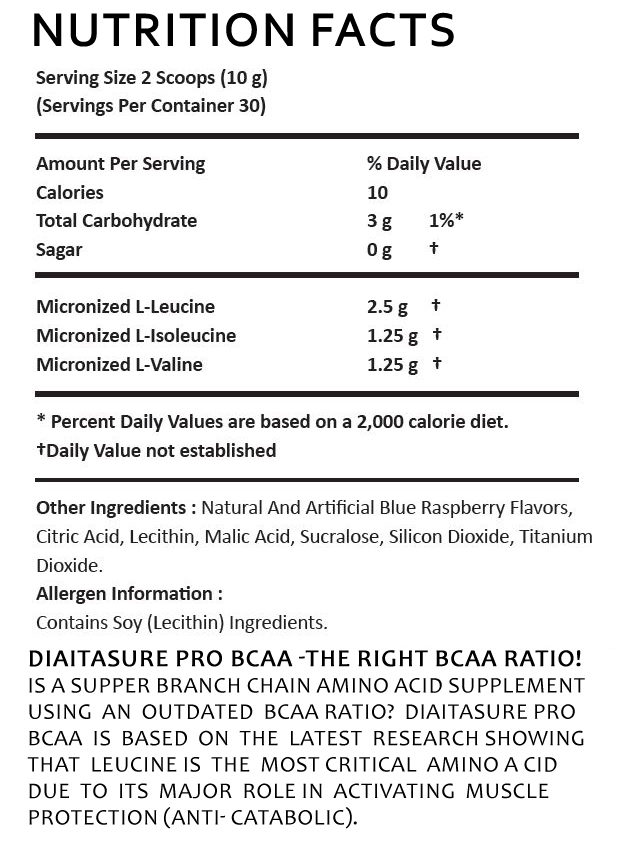 NUTRITION FACTS
Serving Size 2 Scoops (10 g)
(Servings Per Container 30)
Amount Per Serving % Daily Value
Calories 10
Total Carbohydrate 3 g 1%*
Sagar 0 g †
Micronized L-Leucine 2.5 g †
Micronized L-Isoleucine 1.25 g †
Micronized L-Valine 1.25 g †
* Percent Daily Values are based on a 2,000 calorie diet.
†Daily Value not established
Other Ingredients : Natural And Artificial Blue Raspberry Flavors,
Citric Acid, Lecithin, Malic Acid, Sucralose, Silicon Dioxide, Titanium
Dioxide.
Allergen Information :
Contains Soy (Lecithin) Ingredients.
DIAITASURE PRO BCAA -THE RIGHT BCAA RATIO!
IS A SUPPER BRANCH CHAIN AMINO ACID SUPPLEMENT
USING AN OUTDATED BCAA RATIO? DIAITASURE PRO
BCAA IS BASED ON THE LATEST RESEARCH SHOWING
THAT LEUCINE IS THE MOST CRITICAL AMINO A CID
DUE TO ITS MAJOR ROLE IN ACTIVATING MUSCLE
PROTECTION (ANTI- CATABOLIC).